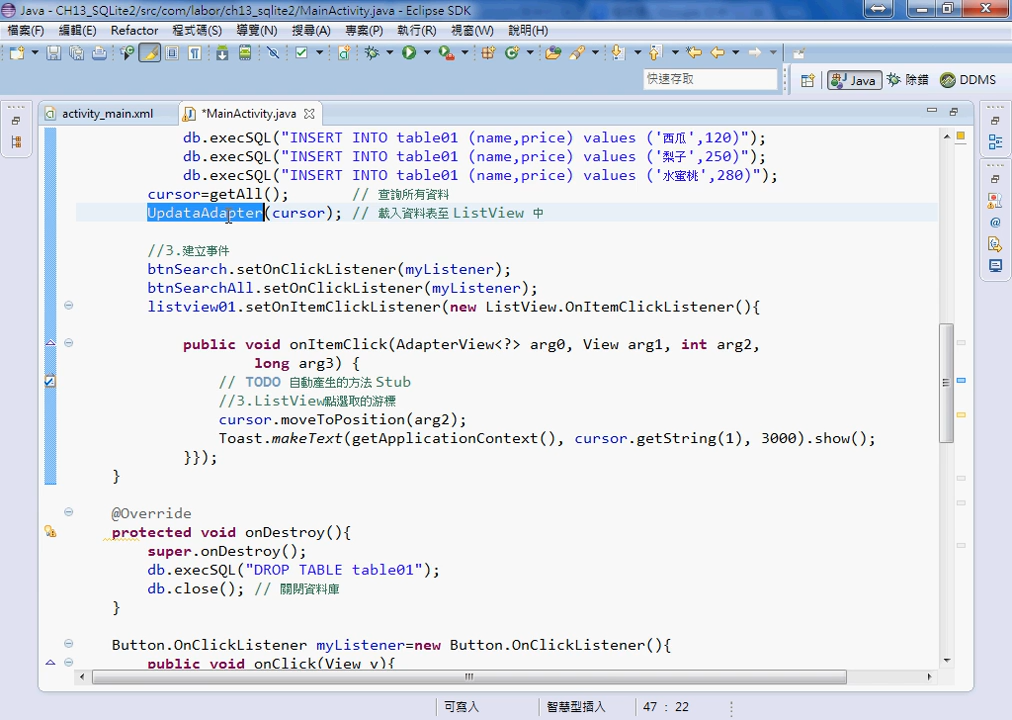 Java - CH13_SQLite2/src/com/labor/ch13_sqlite2/MainActivity.java - Eclipse SDK
檔案(F) 編輯(E) Refactor 程式碼(S) 導覽(N) 搜尋(A) 專案(P) 執行(R) 視窗(W) 說明(H)
快速存取 Java 除錯 DDMS
activity_main.xml *MainActivity.java
db.execSQL("INSERT INTO table01 (name,price) values ('西瓜',120)");
db.execSQL("INSERT INTO table01 (name,price) values ('梨子',250)");
db.execSQL("INSERT INTO table01 (name,price) values ('水蜜桃',280)");
cursor=getAll(); // 查詢所有資料
UpdataAdapter(cursor); // 載入資料表至 ListView 中
//3.建立事件
btnSearch.setOnClickListener(myListener);
btnSearchAll.setOnClickListener(myListener);
listview01.setOnItemClickListener(new ListView.OnItemClickListener(){
public void onItemClick(AdapterView<?> arg0, View arg1, int arg2,
long arg3) {
// TODO 自動產生的方法 Stub
//3.ListView點選取的游標
cursor.moveToPosition(arg2);
Toast.makeText(getApplicationContext(), cursor.getString(1), 3000).show();
}});
}
@Override
protected void onDestroy(){
super.onDestroy();
db.execSQL("DROP TABLE table01");
db.close(); // 關閉資料庫
}
Button.OnClickListener myListener=new Button.OnClickListener(){
public void onClick(View v){
可寫入 智慧型插入 47 : 22